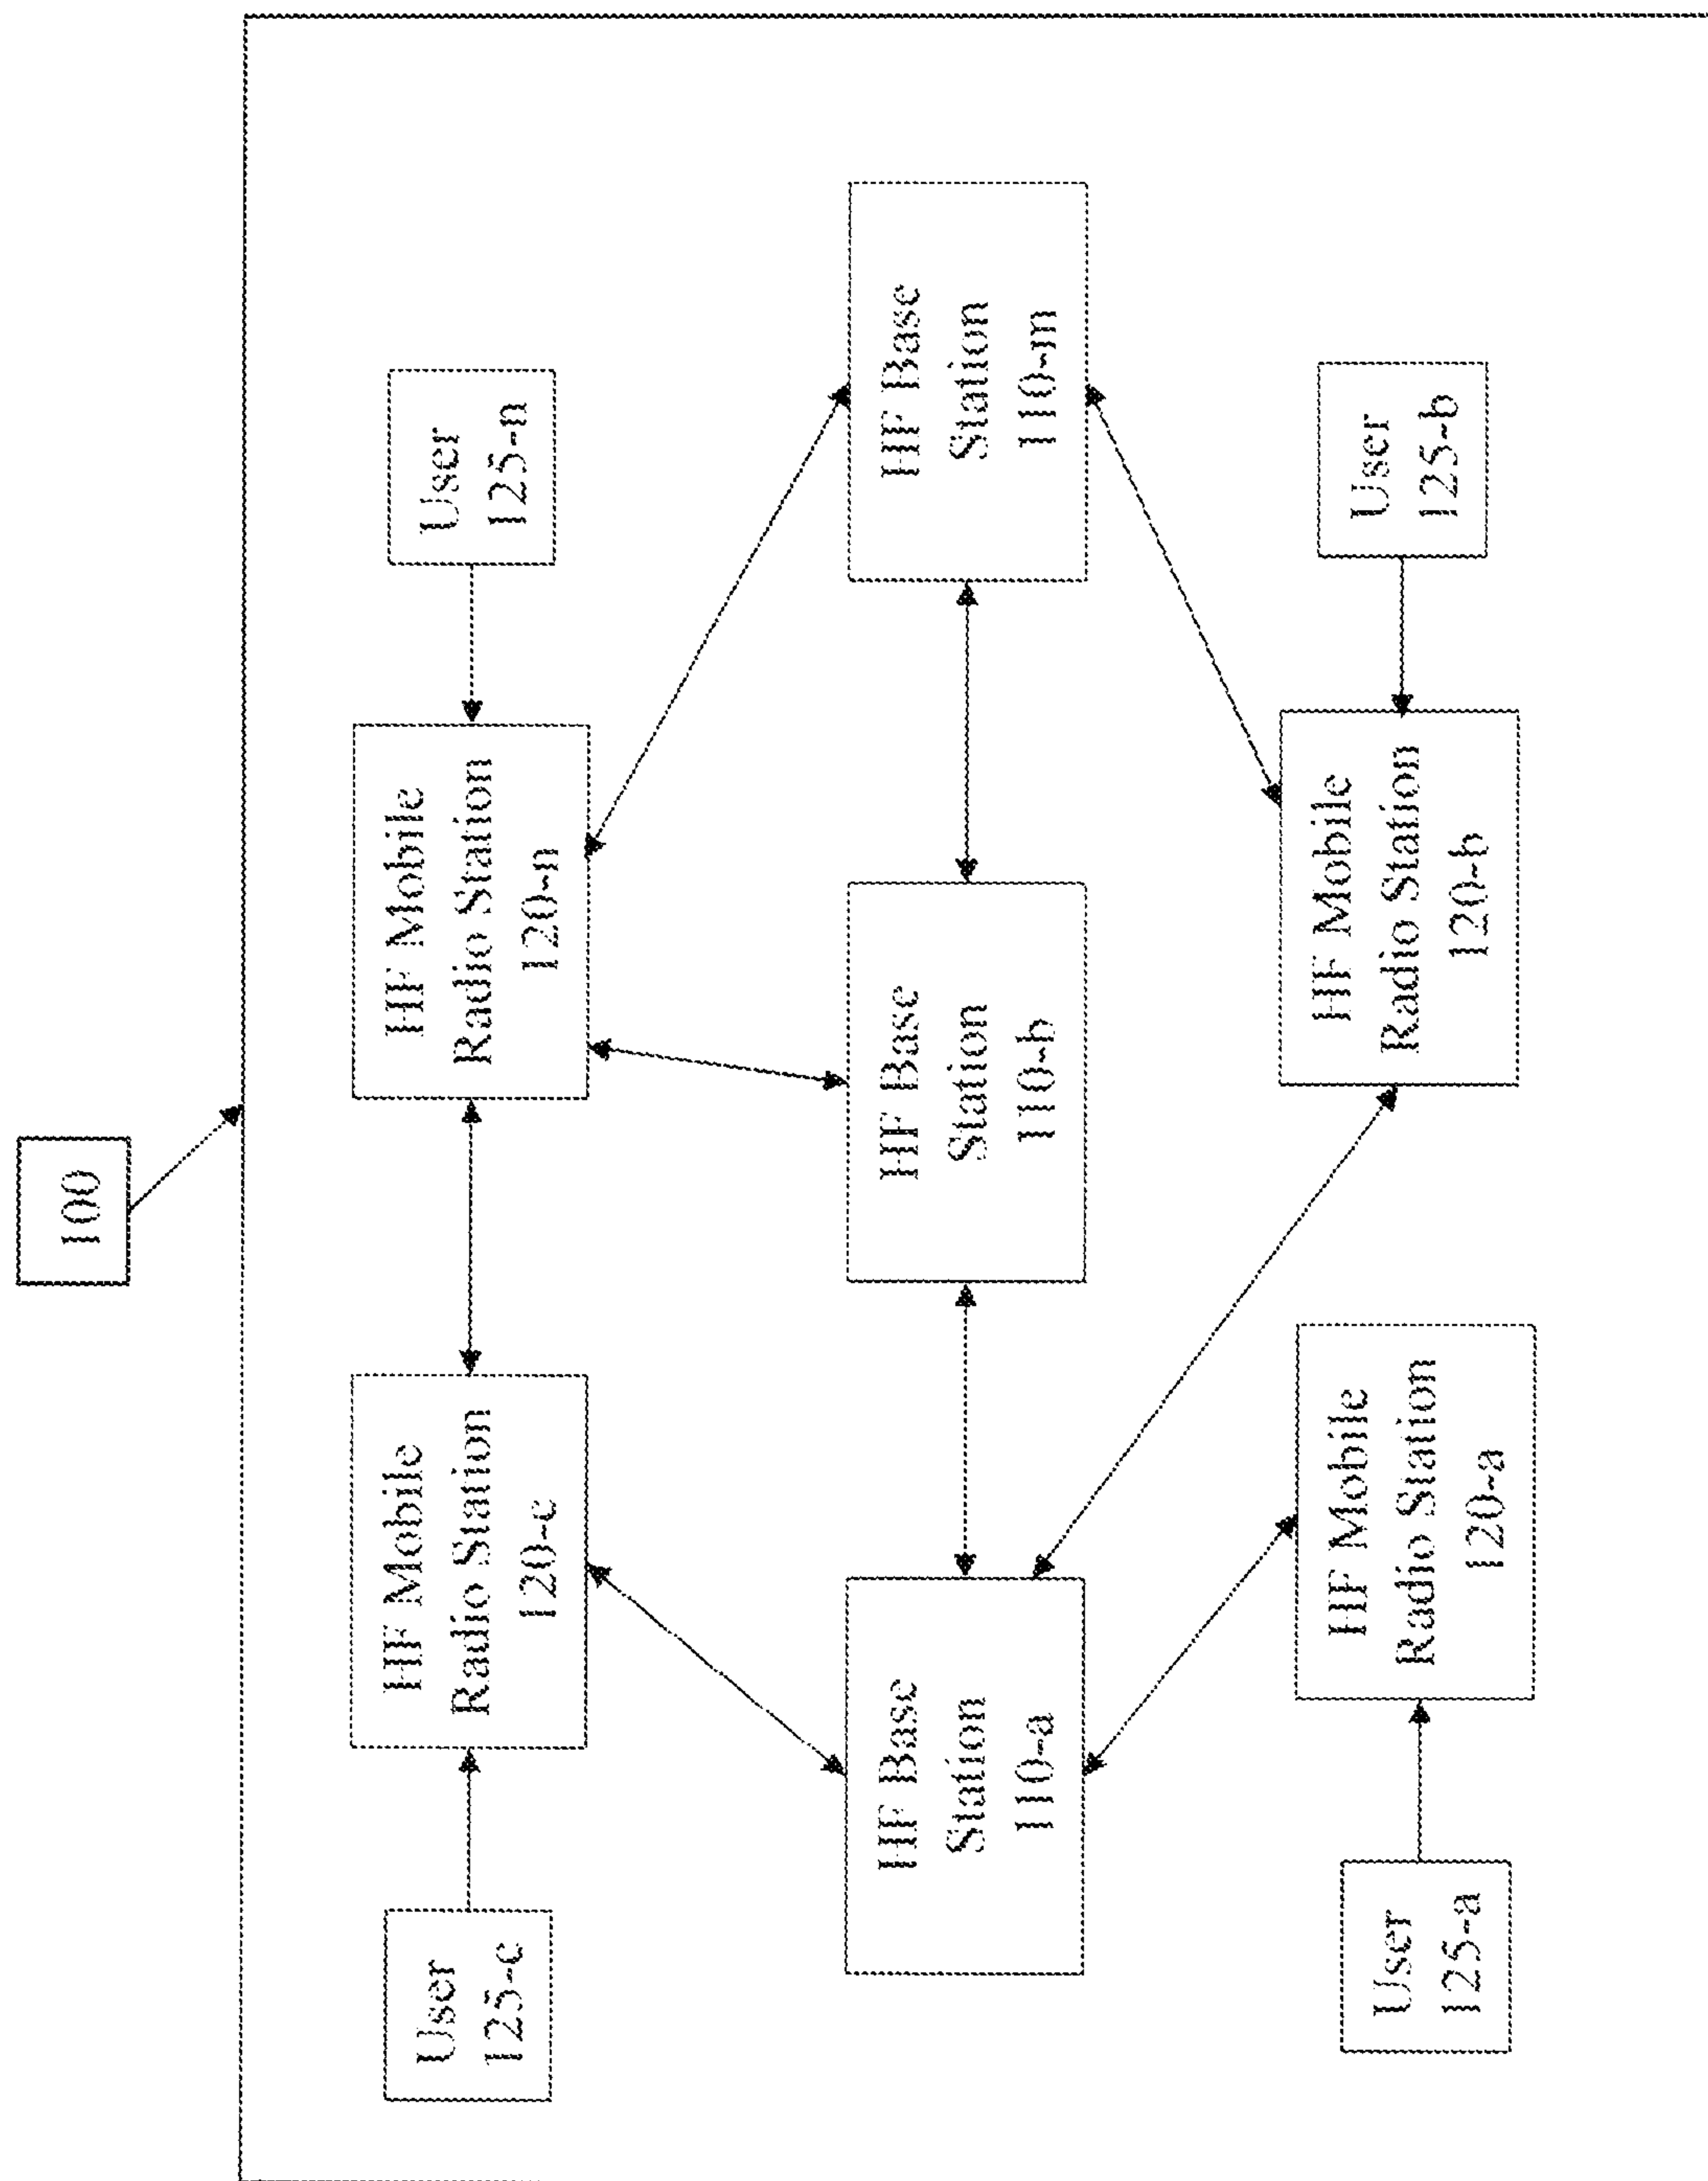 100
User
125-c
HF Mobile
Radio Station
120-c
HF Mobile
Radio Station
120-n
User
125-n
HF Base
Station
110-a
HF Base
Station
110-b
HF Base
Station
110-m
User
125-a
HF Mobile
Radio Station
120-a
HF Mobile
Radio Station
120-b
User
125-b